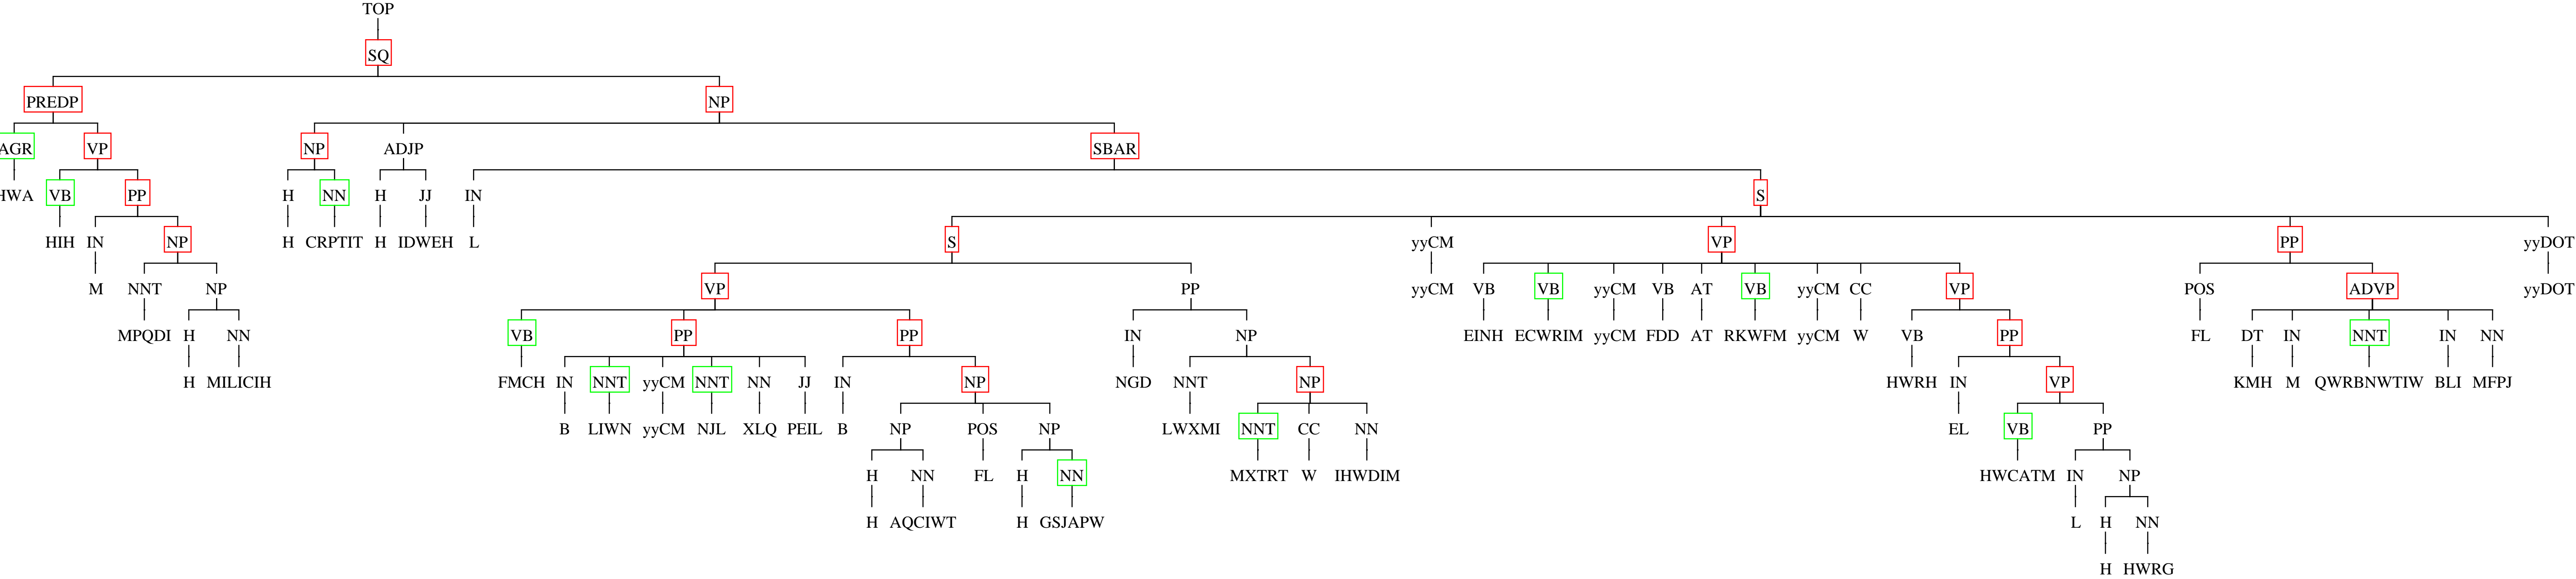 TOP
SQ
PREDP NP
AGR VP NP ADJP SBAR
HWA VB PP H NN H JJ IN S
HIH IN NP H CRPTIT H IDWEH L S yyCM VP PP yyDOT
M NNT NP VP PP yyCM VB VB yyCM VB AT VB yyCM CC VP POS ADVP yyDOT
MPQDI H NN VB PP PP IN NP EINH ECWRIM yyCM FDD AT RKWFM yyCM W VB PP FL DT IN NNT IN NN
H MILICIH FMCH IN NNT yyCM NNT NN JJ IN NP NGD NNT NP HWRH IN VP KMH M QWRBNWTIW BLI MFPJ
B LIWN yyCM NJL XLQ PEIL B NP POS NP LWXMI NNT CC NN EL VB PP
H NN FL H NN MXTRT W IHWDIM HWCATM IN NP
H AQCIWT H GSJAPW L H NN
H HWRG